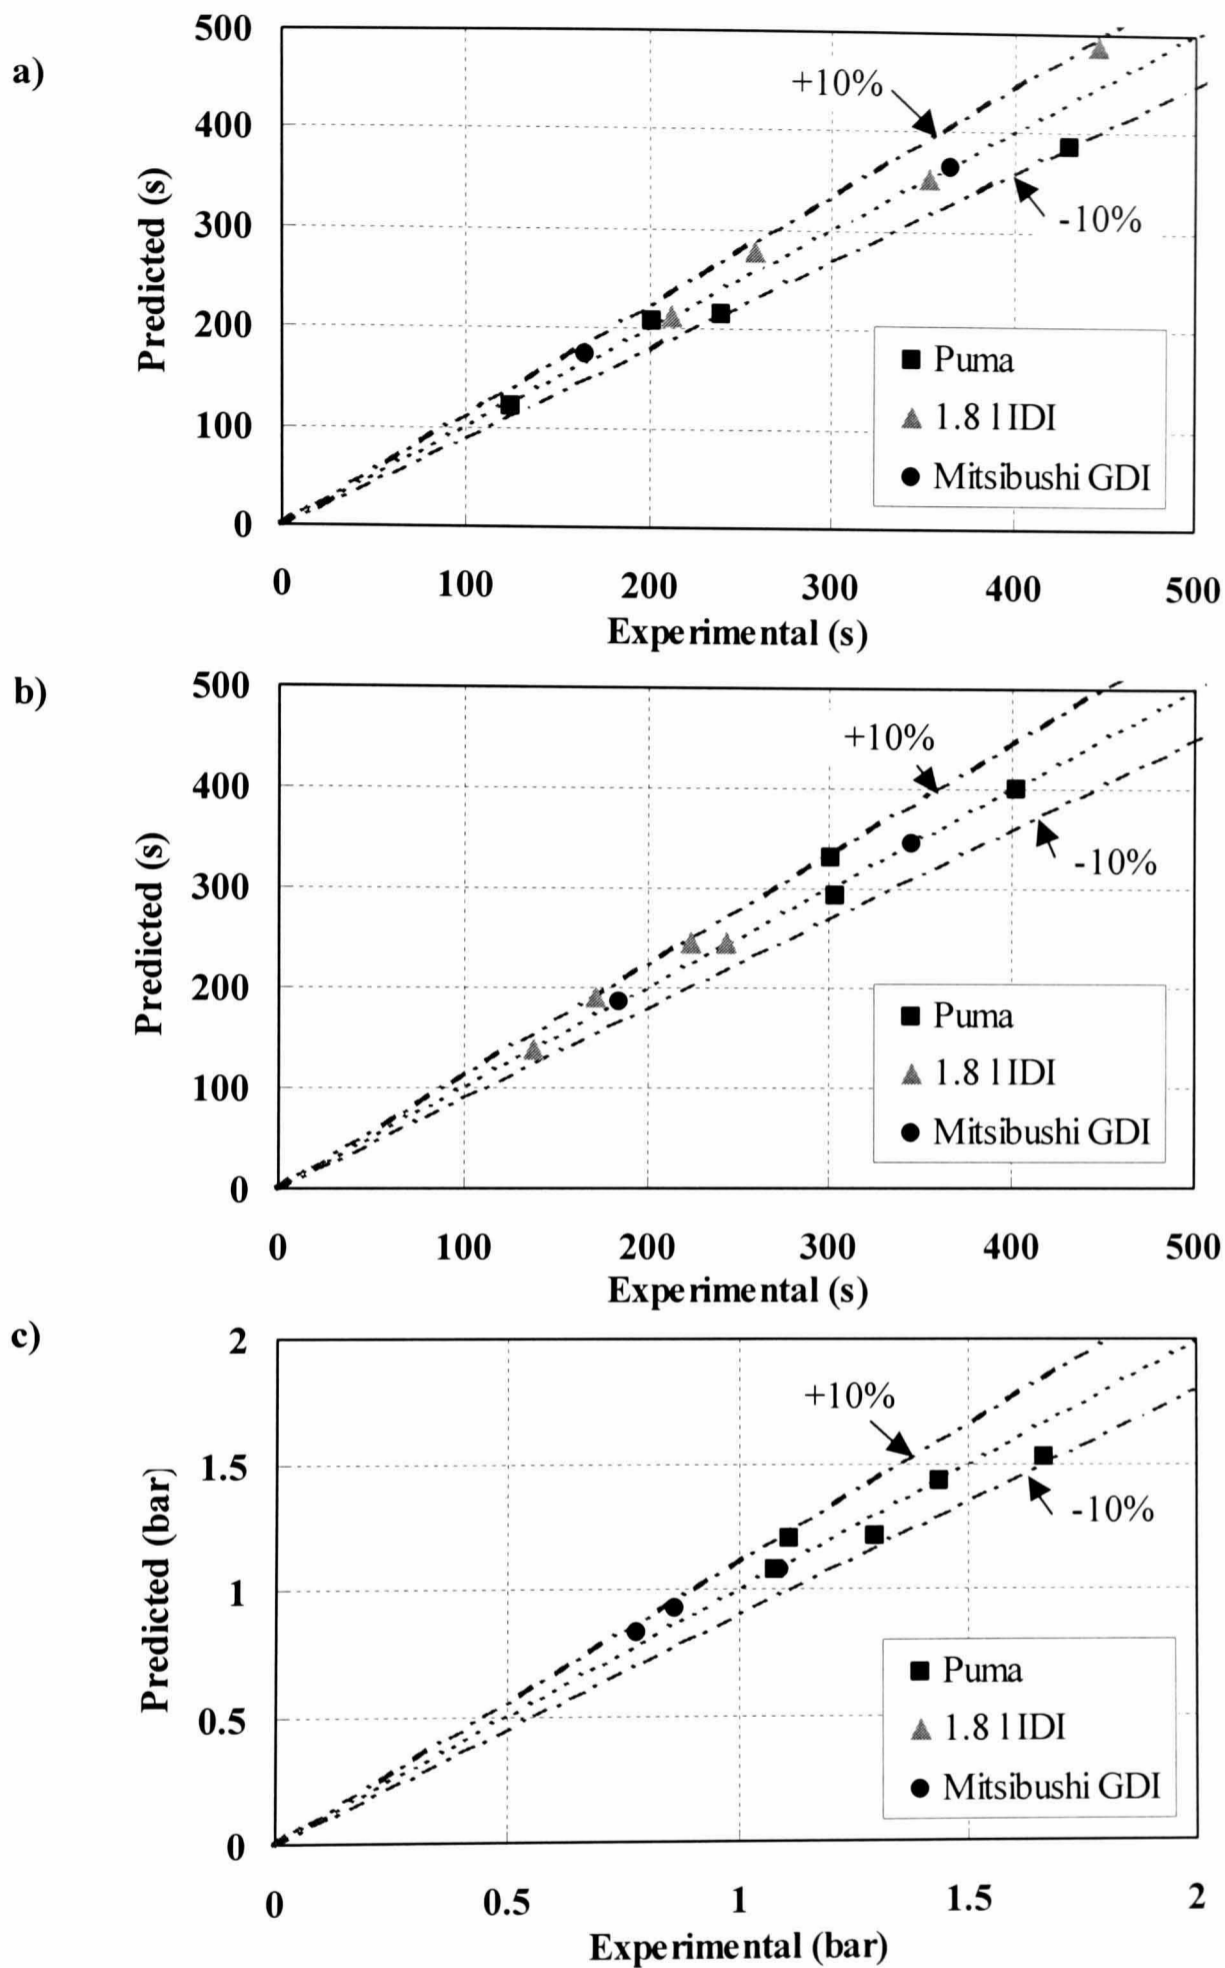 a)
500
400
300
200
100
0
Predicted (s)
+10%
-10%
Puma
1.8 l IDI
Mitsibushi GDI
0 100 200 300 400 500
Experimental (s)
b)
500
400
300
200
100
0
Predicted (s)
+10%
-10%
Puma
1.8 l IDI
Mitsibushi GDI
0 100 200 300 400 500
Experimental (s)
c)
2
1.5
1
0.5
0
Predicted (bar)
+10%
-10%
Puma
1.8 l IDI
Mitsibushi GDI
0 0.5 1 1.5 2
Experimental (bar)